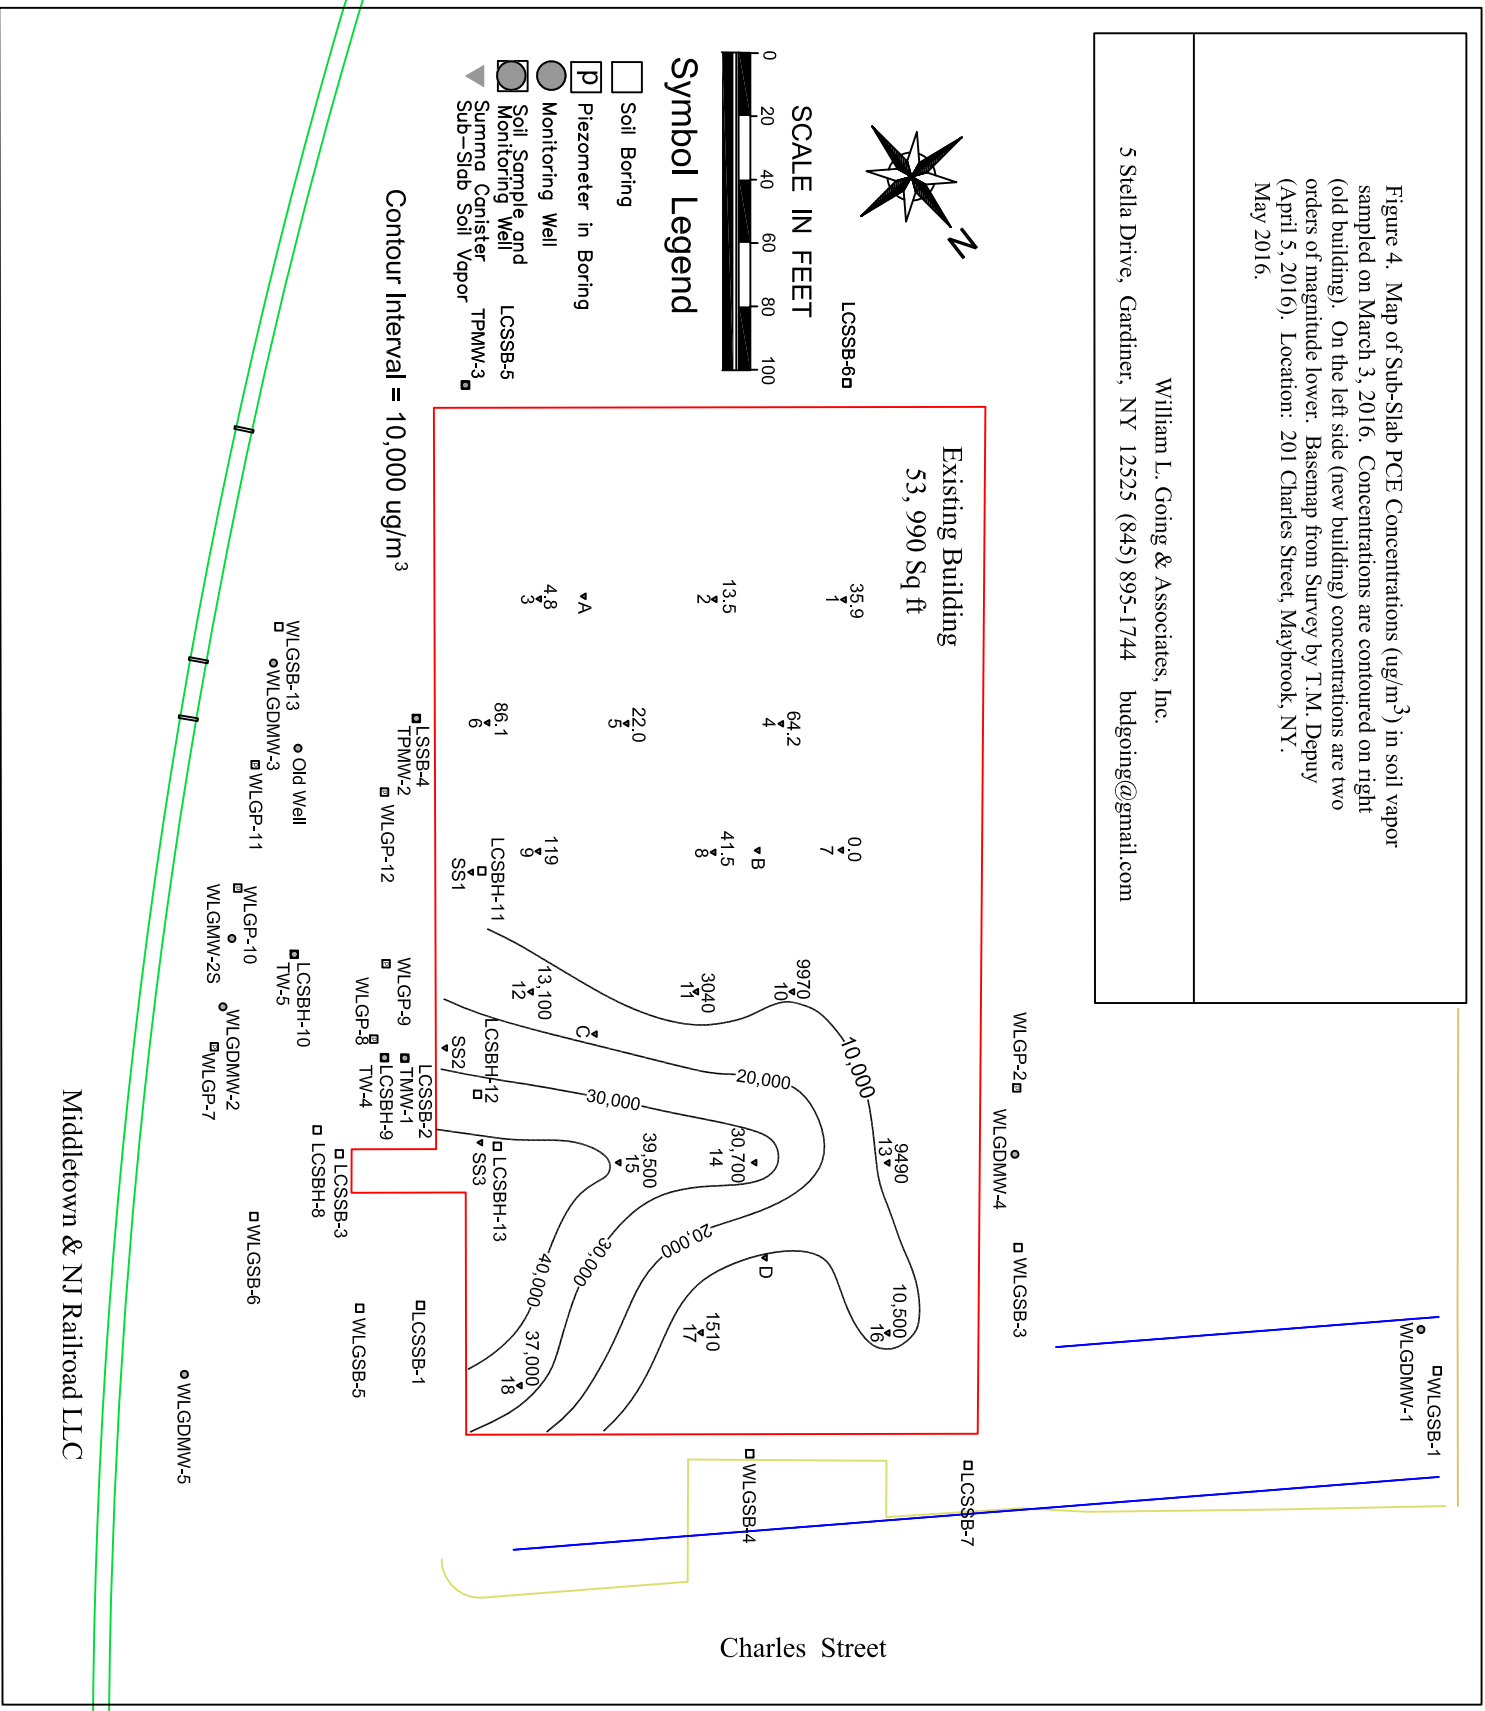 Figure 4. Map of Sub-Slab PCE Concentrations (ug/m3) in soil vapor
sampled on March 3, 2016. Concentrations are contoured on right
(old building). On the left side (new building) concentrations are two
orders of magnitude lower. Basemap from Survey by T.M. Depuy
(April 5, 2016). Location: 201 Charles Street, Maybrook, NY.
May 2016.
William L. Going & Associates, Inc.
5 Stella Drive, Gardiner, NY 12525 (845) 895-1744 budgoing@gmail.com
N
SCALE IN FEET
0 20 40 60 80 100
Symbol Legend
Soil Boring
p
Piezometer in Boring
Monitoring Well
Soil Sample and
Monitoring Well
Summa Canister
Sub-Slab Soil Vapor
LCSSB-6
LCSSB-5
TPMW-3
Contour Interval = 10,000 ug/m3
Existing Building
53, 990 Sq ft
35.9
1
13.5
2
A
4.8
3
64.2
4
22.0
5
86.1
6
0.0
7
B
41.5
8
119
9
LCSBH-11
SS1
9970
10
3040
11
13,100
12
C
LCSBH-12
SS2
10,000
20,000
30,000
9490
13
30,700
14
39,500
15
LCSBH-13
SS3
20,000
30,000
40,000
D
10,500
16
1510
17
37,000
18
WLGP-2
WLGDMW-4
WLGSB-3
WLGSB-1
WLGDMW-1
LCSSB-7
WLGSB-4
LSSB-4
TPMW-2
WLGP-12
WLGSB-13
WLGDMW-3
Old Well
WLGP-11
WLGP-10
WLGMW-2S
LCSBH-10
TW-5
WLGP-9
WLGP-8
LCSSB-2
TMW-1
LCSBH-9
TW-4
WLGDMW-2
WLGP-7
LCSSB-3
LCSBH-8
WLGSB-6
LCSSB-1
WLGSB-5
WLGDMW-5
Middletown & NJ Railroad LLC
Charles Street